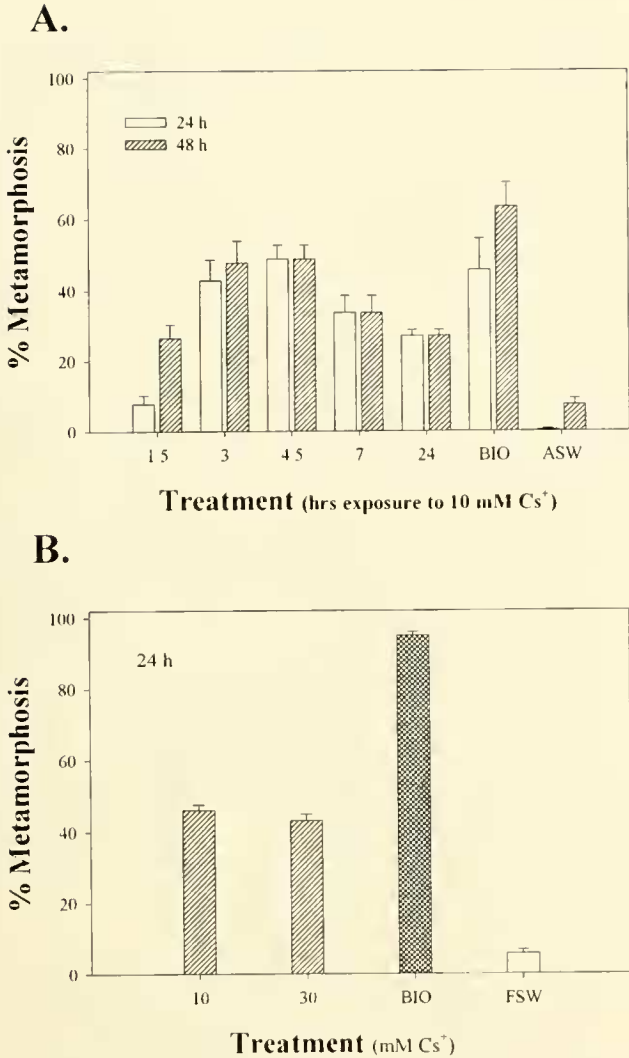 A.
100
80
60
40
20
0
% Metamorphosis
24 h
48 h
1 5 3 4 5 7 24 BIO ASW
Treatment (hrs exposure to 10 mM Cs⁺)
B.
100
80
60
40
20
0
% Metamorphosis
24 h
10 30 BIO FSW
Treatment (mM Cs⁺)